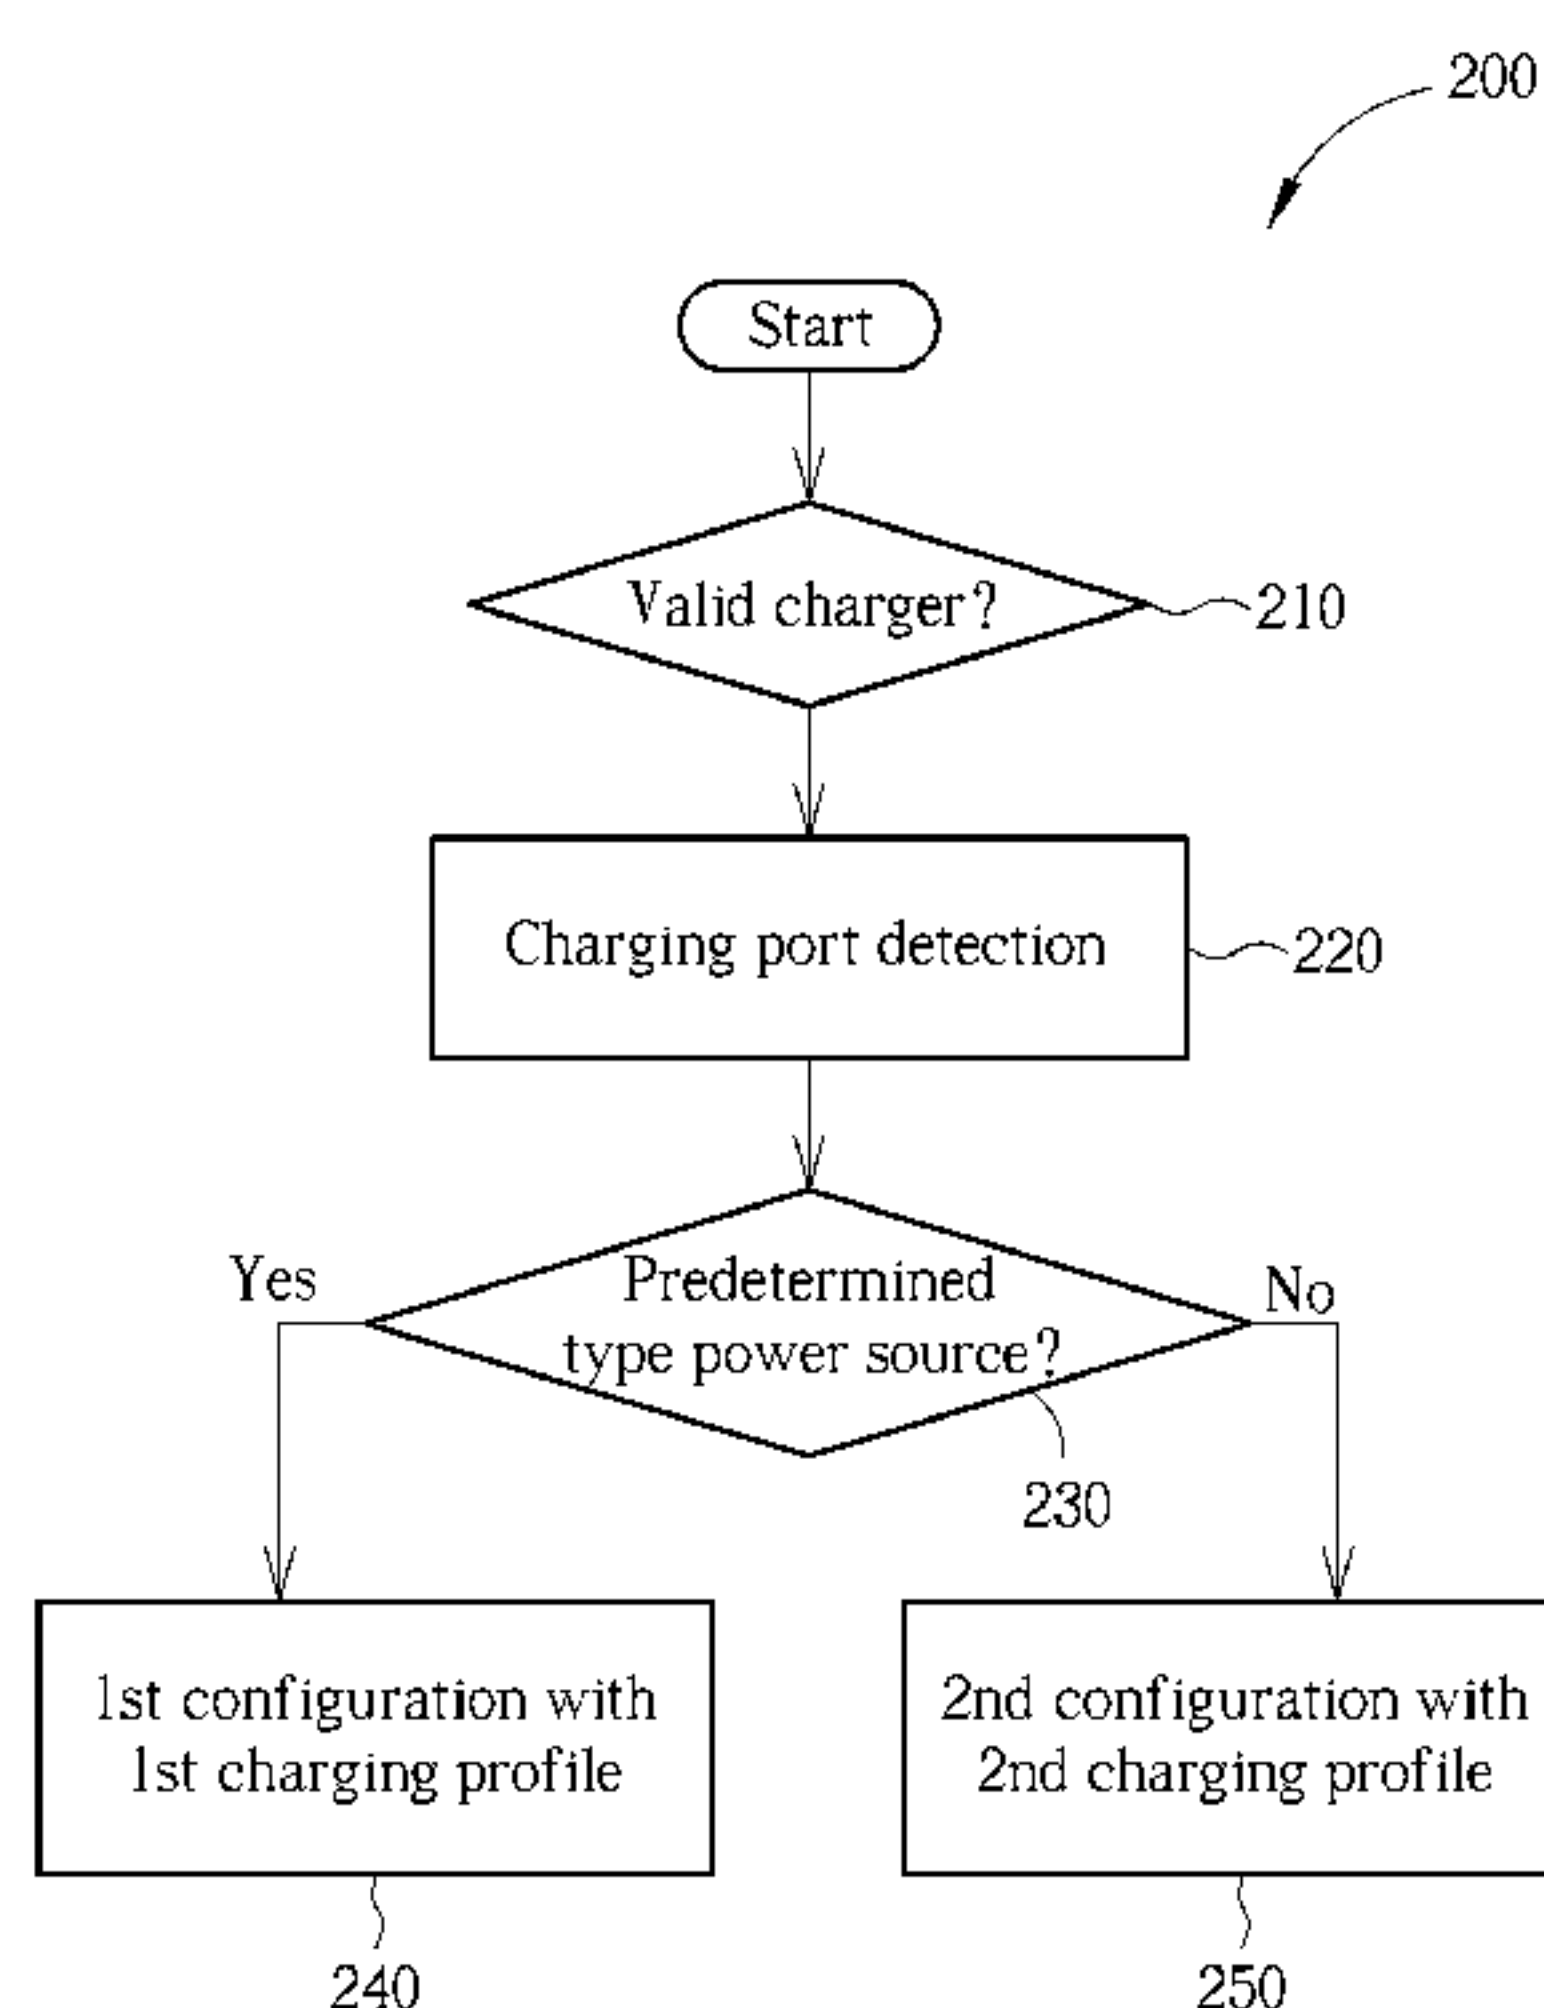 200
Start
Valid charger?
210
Charging port detection
220
Yes
Predetermined
type power source?
No
230
1st configuration with
1st charging profile
2nd configuration with
2nd charging profile
240
250